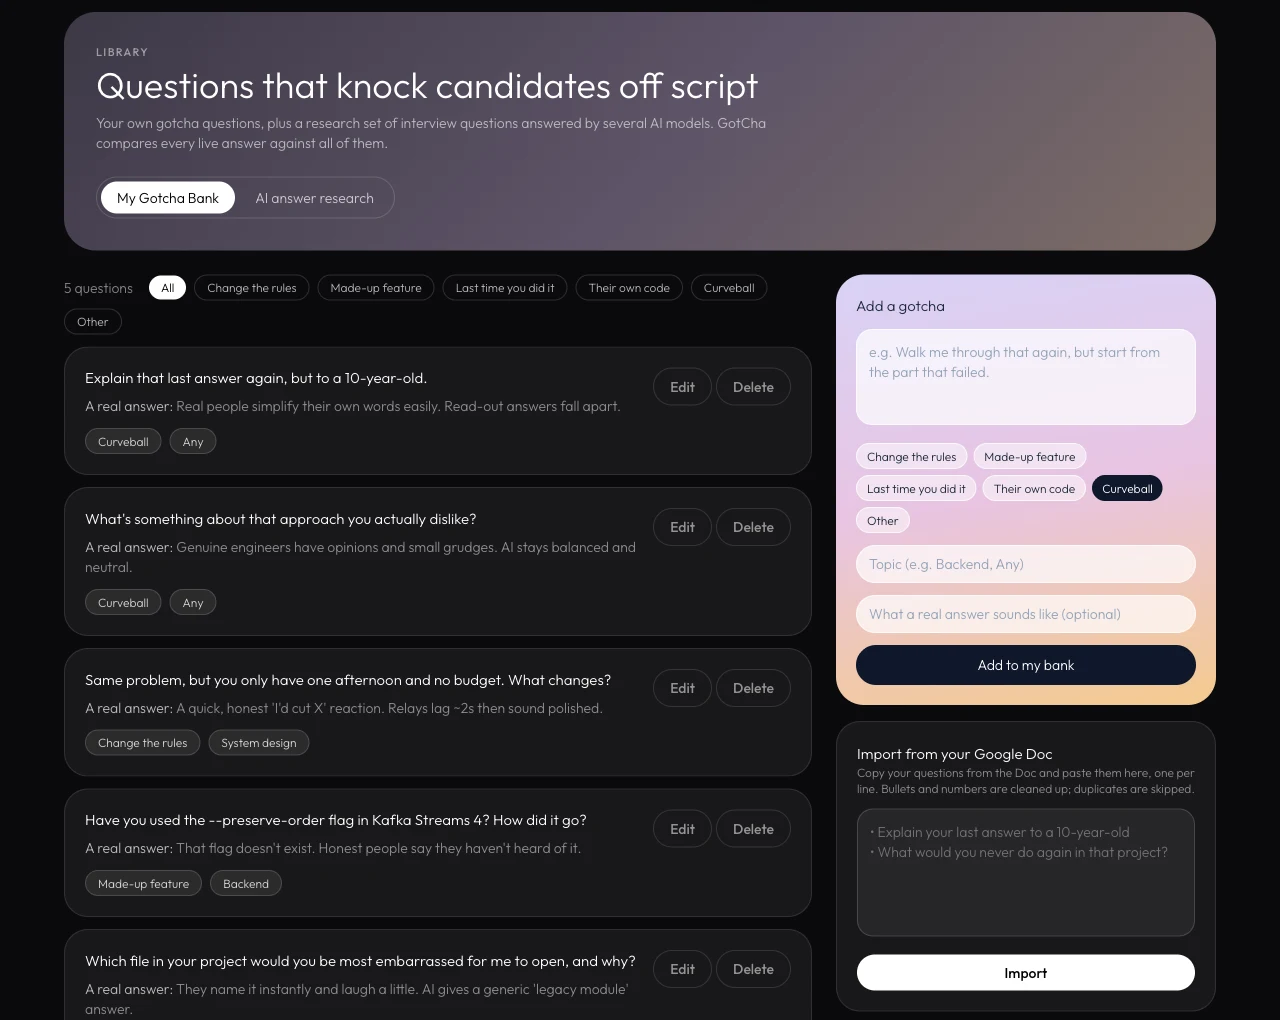 LIBRARY
Questions that knock candidates off script
Your own gotcha questions, plus a research set of interview questions answered by several AI models. GotCha
compares every live answer against all of them.
My Gotcha Bank
AI answer research
5 questions
All
Change the rules
Made-up feature
Last time you did it
Their own code
Curveball
Other
Explain that last answer again, but to a 10-year-old.
A real answer: Real people simplify their own words easily. Read-out answers fall apart.
Curveball
Any
Edit
Delete
What's something about that approach you actually dislike?
A real answer: Genuine engineers have opinions and small grudges. AI stays balanced and
neutral.
Curveball
Any
Edit
Delete
Same problem, but you only have one afternoon and no budget. What changes?
A real answer: A quick, honest 'I'd cut X' reaction. Relays lag ~2s then sound polished.
Change the rules
System design
Edit
Delete
Have you used the --preserve-order flag in Kafka Streams 4? How did it go?
A real answer: That flag doesn't exist. Honest people say they haven't heard of it.
Made-up feature
Backend
Edit
Delete
Which file in your project would you be most embarrassed for me to open, and why?
A real answer: They name it instantly and laugh a little. AI gives a generic 'legacy module'
answer.
Edit
Delete
Add a gotcha
e.g. Walk me through that again, but start from
the part that failed.
Change the rules
Made-up feature
Last time you did it
Their own code
Curveball
Other
Topic (e.g. Backend, Any)
What a real answer sounds like (optional)
Add to my bank
Import from your Google Doc
Copy your questions from the Doc and paste them here, one per
line. Bullets and numbers are cleaned up; duplicates are skipped.
• Explain your last answer to a 10-year-old
• What would you never do again in that project?
Import